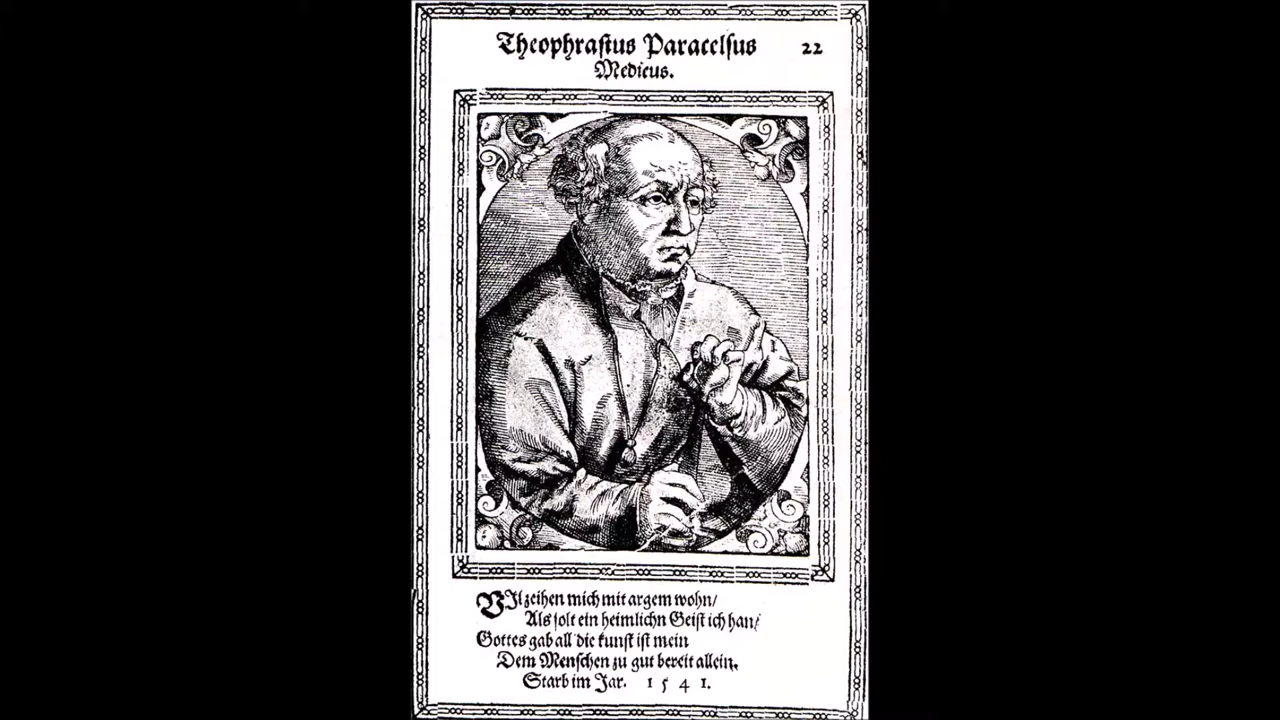 Theophraſtus Paracelſus 22
Medicus.
VIl zeihen mich mit argem wohn/
Als ſolt ein heimlichn Geiſt ich han/
Gottes gab all die kunſt iſt mein
Dem Menſchen zu gut bereit allein.
Starb im Jar. 1541.